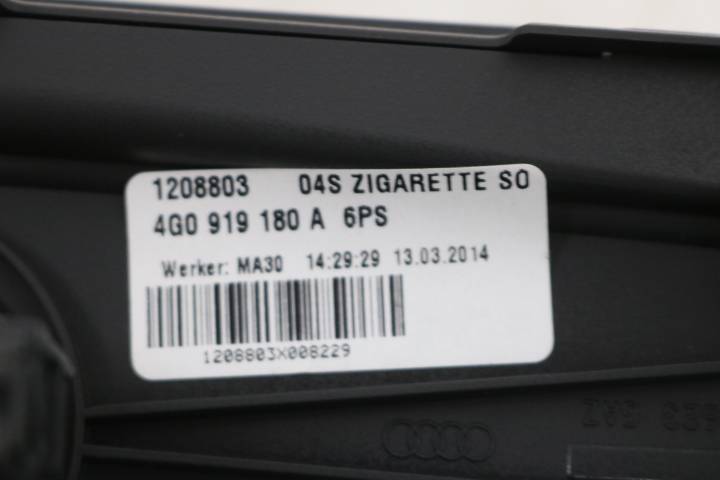 1208803 04S ZIGARETTE SO
4G0 919 180 A 6PS
Werker: MA30 14:29:29 13.03.2014
1208803X008229